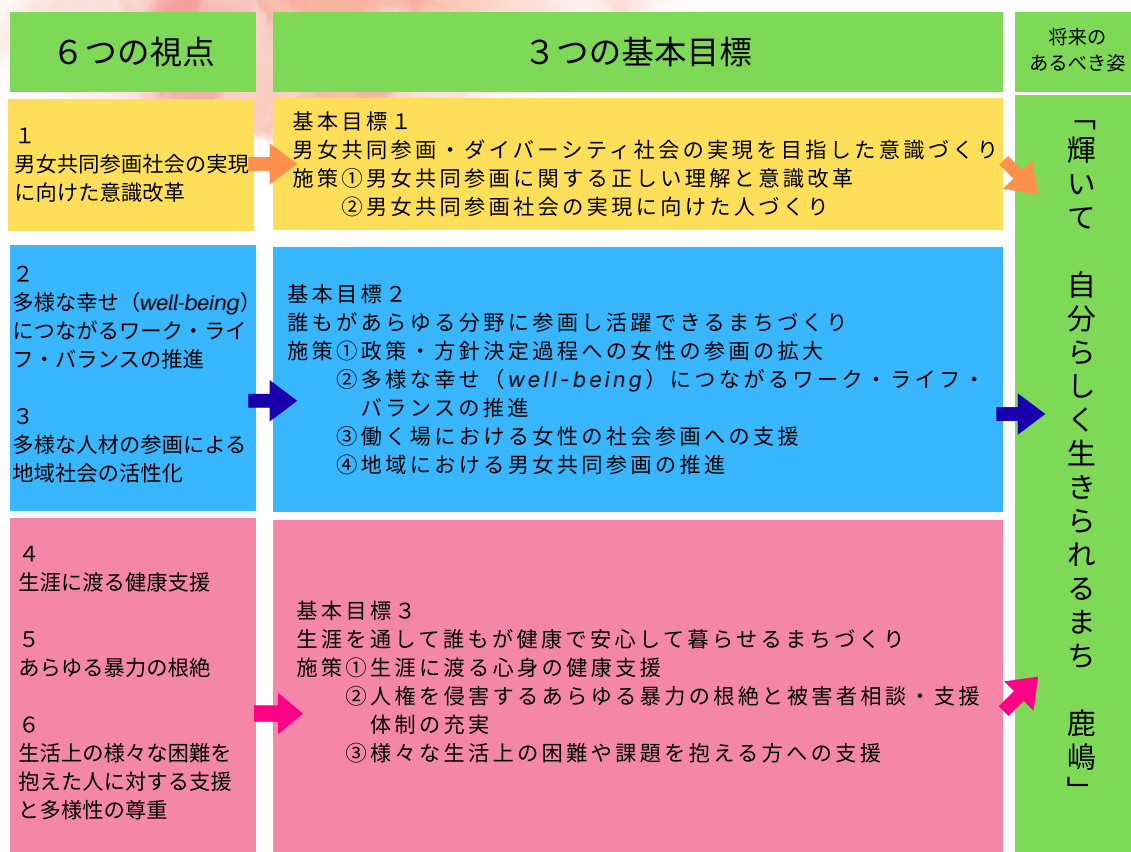 ６つの視点
３つの基本目標
将来の
あるべき姿
１
男女共同参画社会の実現
に向けた意識改革
基本目標１
男女共同参画・ダイバーシティ社会の実現を目指した意識づくり
施策①男女共同参画に関する正しい理解と意識改革
②男女共同参画社会の実現に向けた人づくり
２
多様な幸せ（well-being）
につながるワーク・ライ
フ・バランスの推進
３
多様な人材の参画による
地域社会の活性化
基本目標２
誰もがあらゆる分野に参画し活躍できるまちづくり
施策①政策・方針決定過程への女性の参画の拡大
②多様な幸せ（well-being）につながるワーク・ライフ・
バランスの推進
③働く場における女性の社会参画への支援
④地域における男女共同参画の推進
４
生涯に渡る健康支援
５
あらゆる暴力の根絶
６
生活上の様々な困難を
抱えた人に対する支援
と多様性の尊重
基本目標３
生涯を通して誰もが健康で安心して暮らせるまちづくり
施策①生涯に渡る心身の健康支援
②人権を侵害するあらゆる暴力の根絶と被害者相談・支援
体制の充実
③様々な生活上の困難や課題を抱える方への支援
「輝いて　自分らしく生きられるまち　鹿嶋」